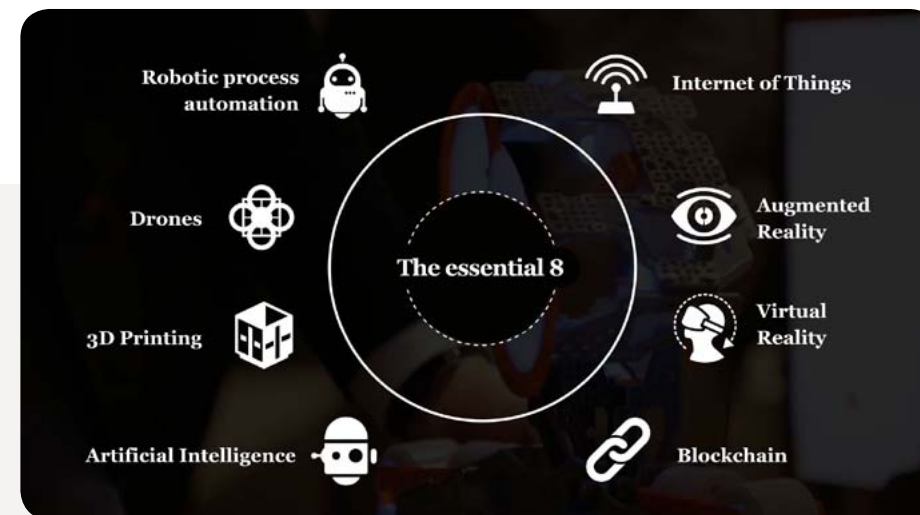 Robotic process
automation
Internet of Things
Drones
Augmented
Reality
The essential 8
3D Printing
Virtual
Reality
Artificial Intelligence
Blockchain